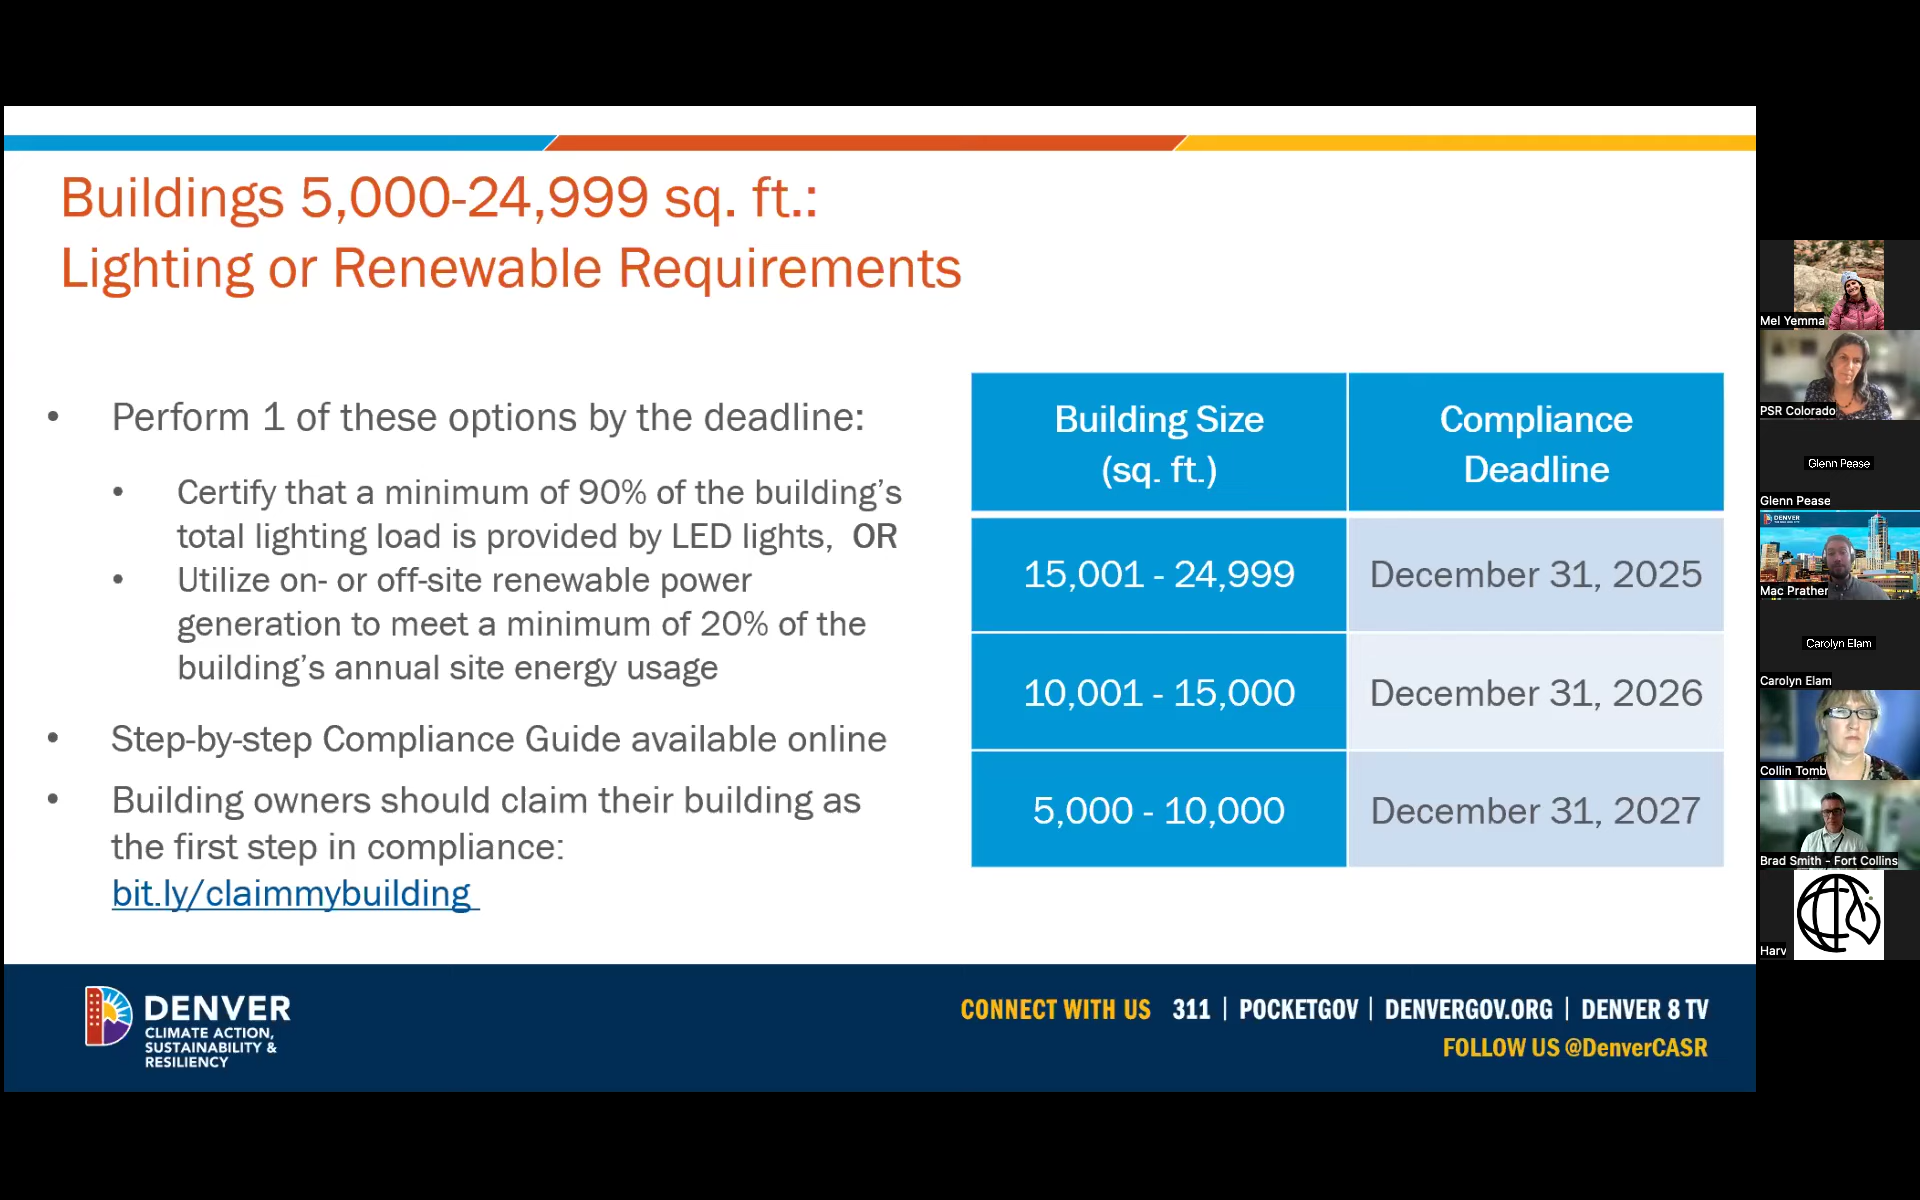 Buildings 5,000-24,999 sq. ft.:
Lighting or Renewable Requirements
• Perform 1 of these options by the deadline:
• Certify that a minimum of 90% of the building’s
total lighting load is provided by LED lights,  OR
• Utilize on- or off-site renewable power
generation to meet a minimum of 20% of the
building’s annual site energy usage
• Step-by-step Compliance Guide available online
• Building owners should claim their building as
the first step in compliance:
bit.ly/claimmybuilding
Building Size
(sq. ft.)
Compliance
Deadline
15,001 - 24,999
December 31, 2025
10,001 - 15,000
December 31, 2026
5,000 - 10,000
December 31, 2027
DENVER
CLIMATE ACTION,
SUSTAINABILITY &
RESILIENCY
CONNECT WITH US 311 | POCKETGOV | DENVERGOV.ORG | DENVER 8 TV
FOLLOW US @DenverCASR
Mel Yemma
PSR Colorado
Glenn Pease
Glenn Pease
DENVER
Mac Prather
Carolyn Elam
Carolyn Elam
Collin Tomb
Brad Smith - Fort Collins
Harv